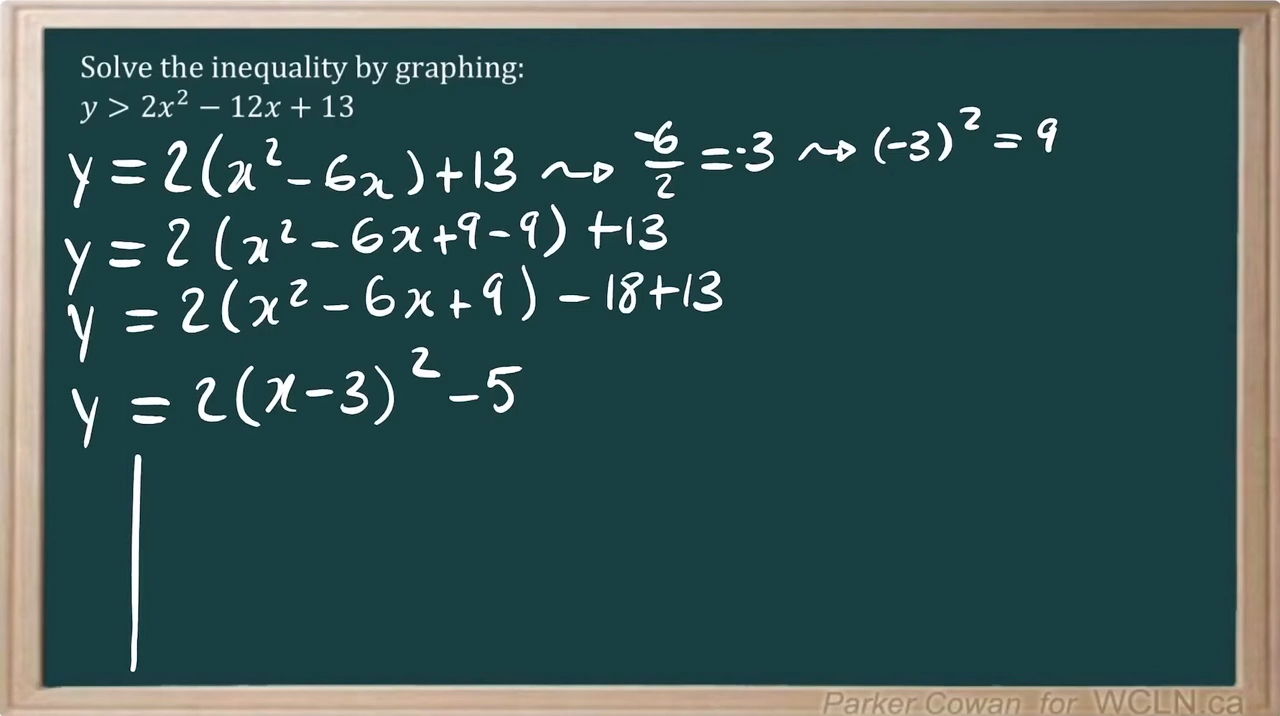 Solve the inequality by graphing:
y > 2x² − 12x + 13
y = 2(x² − 6x) + 13 ⇝ -6/2 = -3 ⇝ (-3)² = 9
y = 2(x² − 6x + 9 − 9) + 13
y = 2(x² − 6x + 9) − 18 + 13
y = 2(x − 3)² − 5
Parker Cowan for WCLN.ca